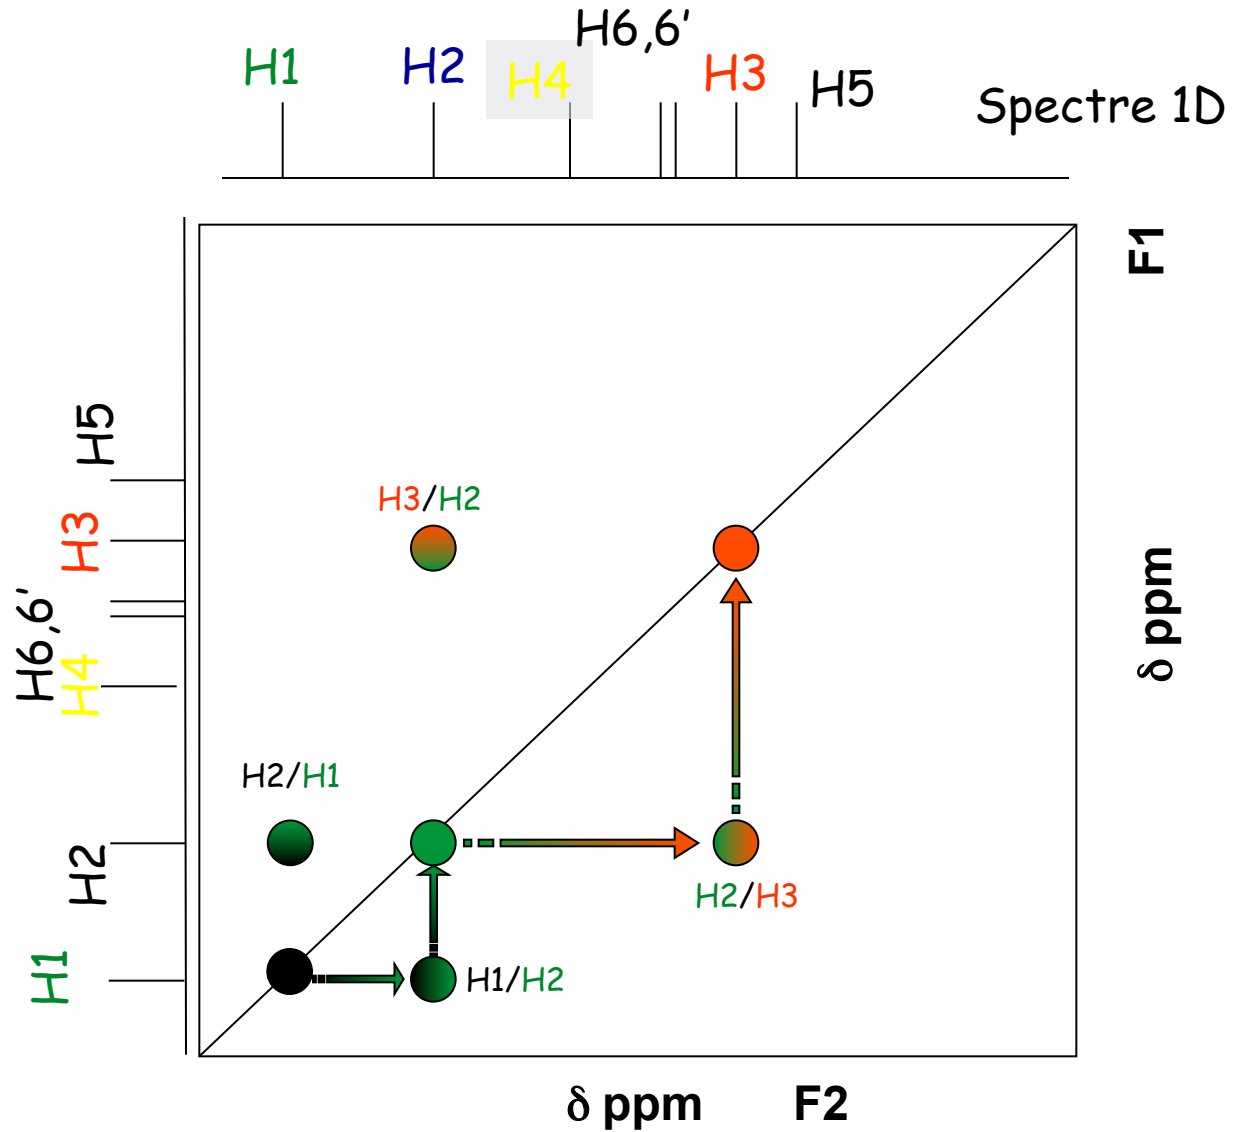 H6,6'
H1
H2
H4
H3
H5
Spectre 1D
F1
H5
H3/H2
H3
H6,6'
H4
δ ppm
H2/H1
H2
H2/H3
H1
H1/H2
δ ppm F2